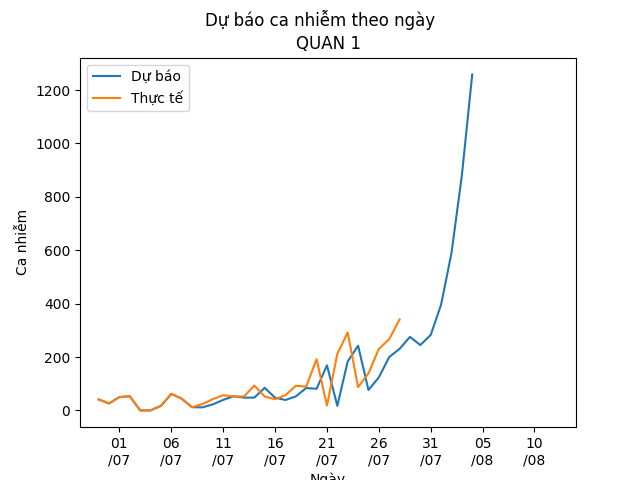 Dự báo ca nhiễm theo ngày
QUAN 1
Dự báo
Thực tế
1200
1000
800
600
400
200
0
Ca nhiễm
01 06 11 16 21 26 31 05 10
/07 /07 /07 /07 /07 /07 /07 /08 /08
Ngày